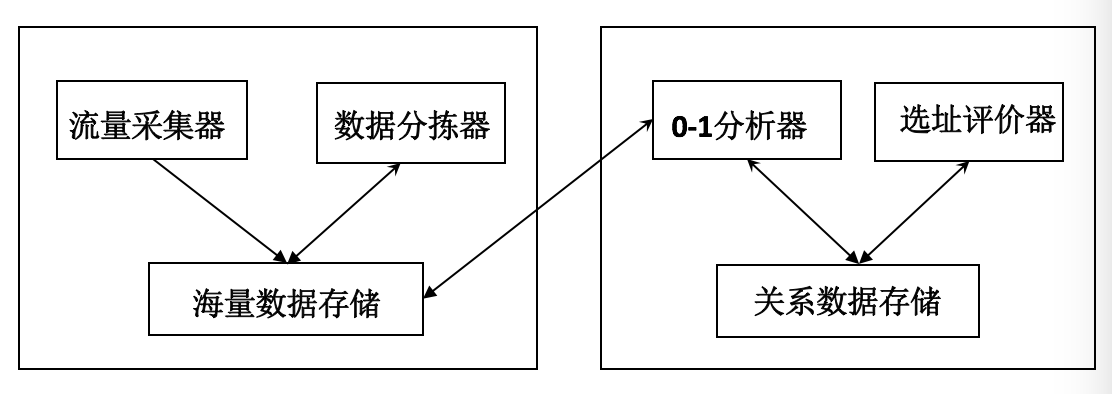 流量采集器
数据分拣器
海量数据存储
0-1分析器
选址评价器
关系数据存储